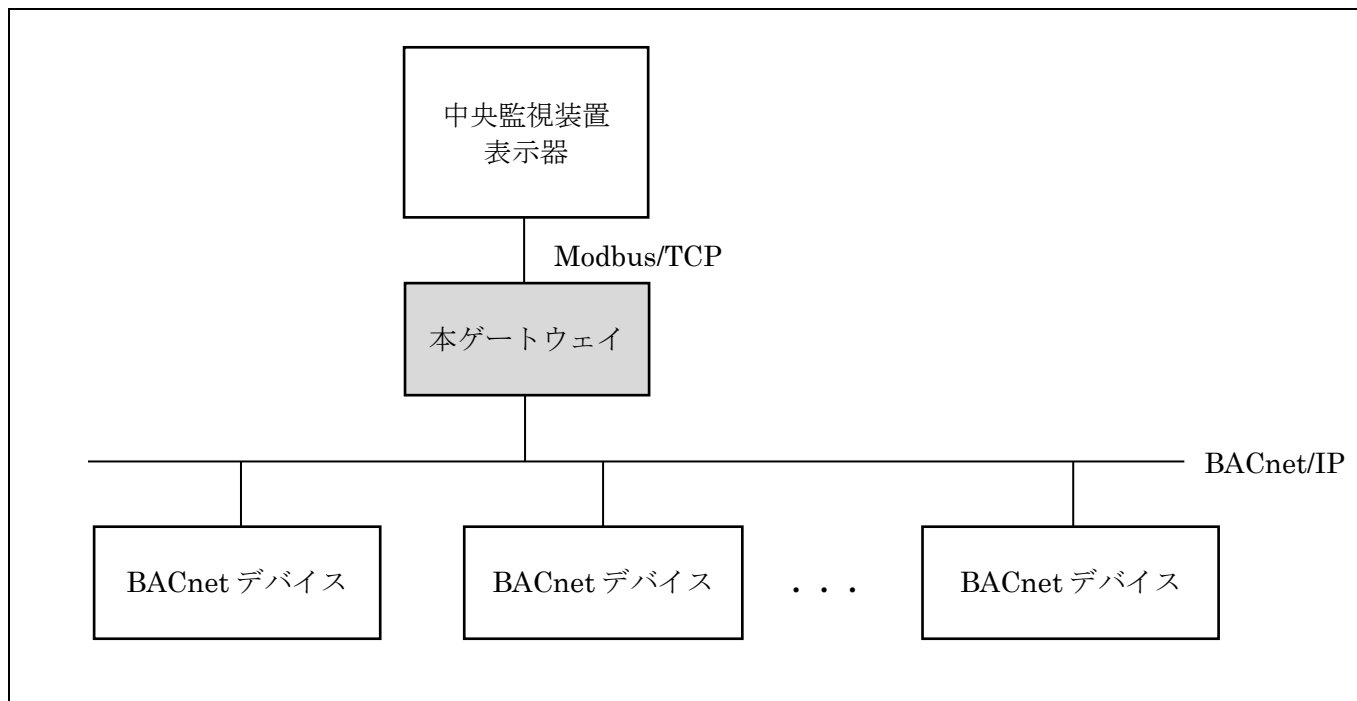 中央監視装置
表示器
Modbus/TCP
本ゲートウェイ
BACnet/IP
BACnet デバイス
BACnet デバイス
・・・
BACnet デバイス